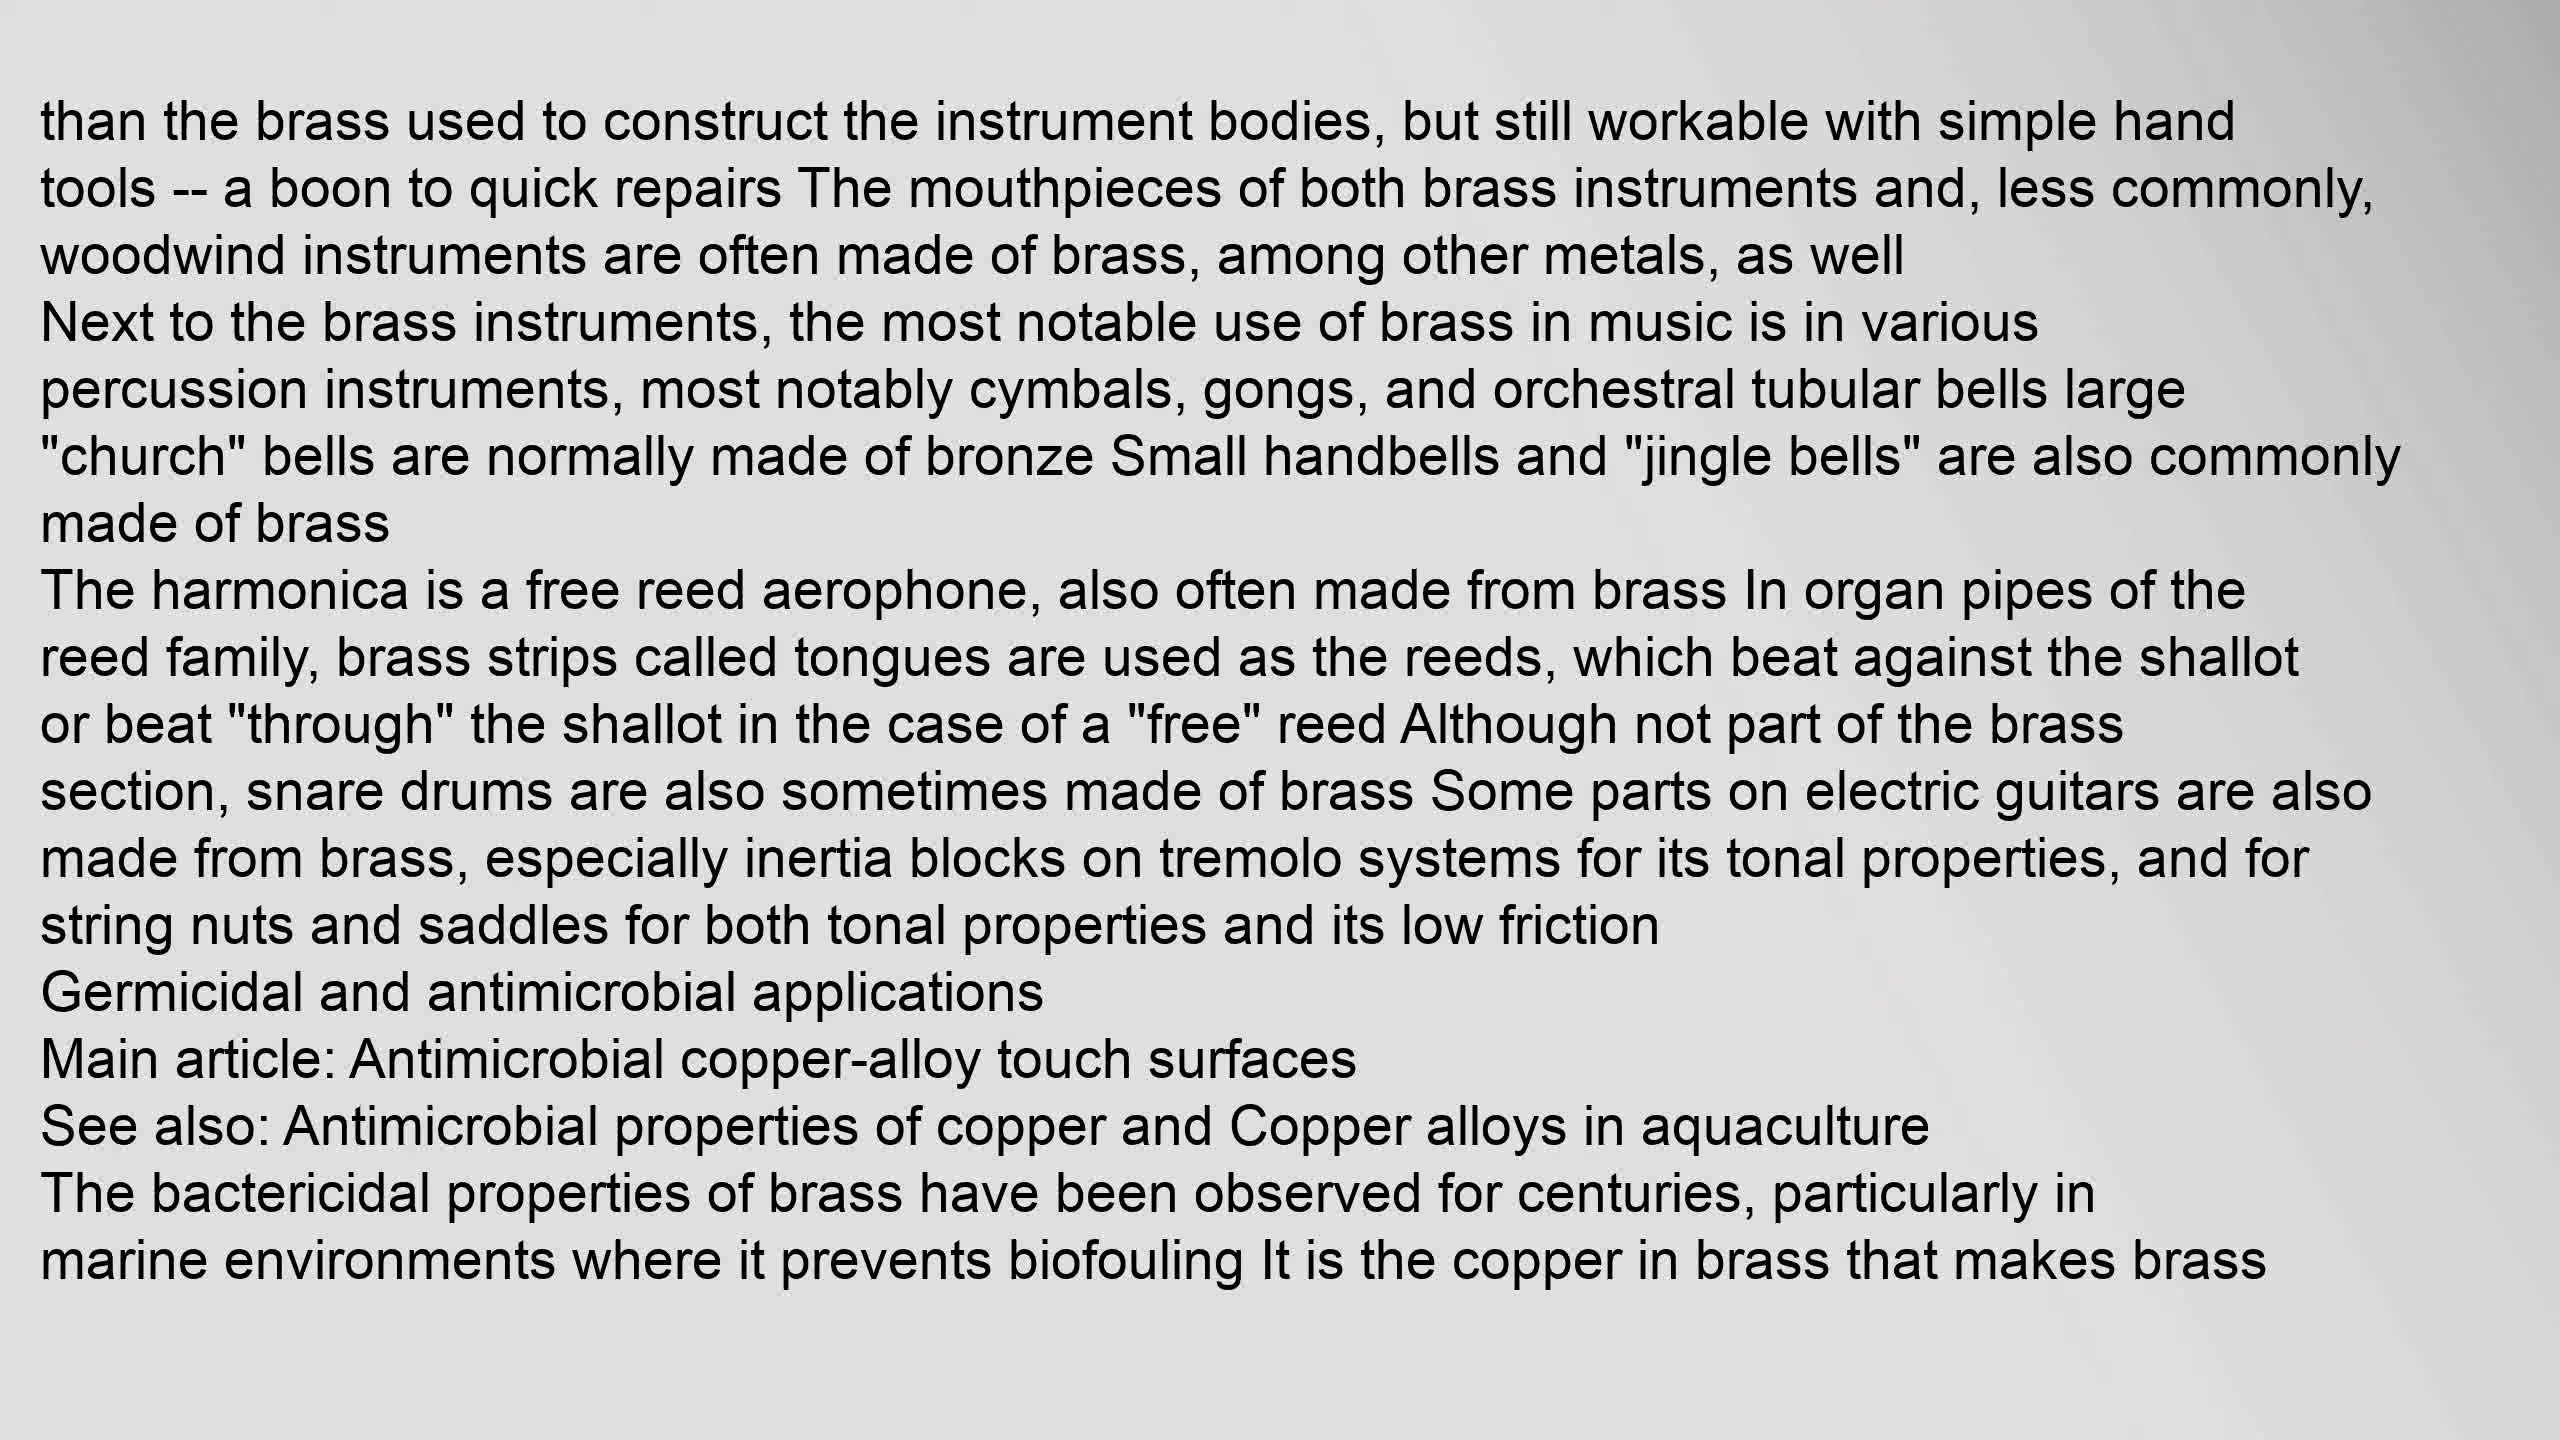 than the brass used to construct the instrument bodies, but still workable with simple hand
tools -- a boon to quick repairs The mouthpieces of both brass instruments and, less commonly,
woodwind instruments are often made of brass, among other metals, as well
Next to the brass instruments, the most notable use of brass in music is in various
percussion instruments, most notably cymbals, gongs, and orchestral tubular bells large
"church" bells are normally made of bronze Small handbells and "jingle bells" are also commonly
made of brass
The harmonica is a free reed aerophone, also often made from brass In organ pipes of the
reed family, brass strips called tongues are used as the reeds, which beat against the shallot
or beat "through" the shallot in the case of a "free" reed Although not part of the brass
section, snare drums are also sometimes made of brass Some parts on electric guitars are also
made from brass, especially inertia blocks on tremolo systems for its tonal properties, and for
string nuts and saddles for both tonal properties and its low friction
Germicidal and antimicrobial applications
Main article: Antimicrobial copper-alloy touch surfaces
See also: Antimicrobial properties of copper and Copper alloys in aquaculture
The bactericidal properties of brass have been observed for centuries, particularly in
marine environments where it prevents biofouling It is the copper in brass that makes brass